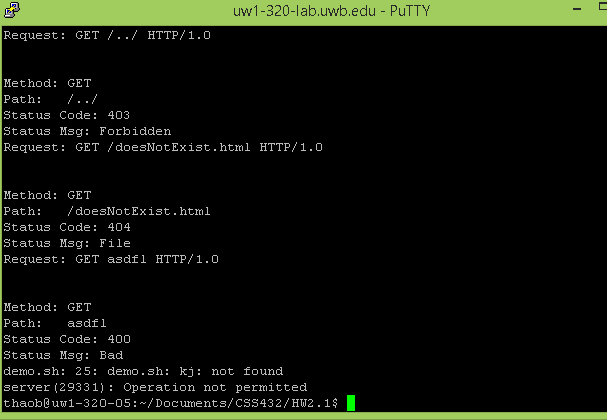 uw1-320-lab.uwb.edu - PuTTY
Request: GET /../ HTTP/1.0
Method: GET
Path:   /../
Status Code: 403
Status Msg: Forbidden
Request: GET /doesNotExist.html HTTP/1.0
Method: GET
Path:   /doesNotExist.html
Status Code: 404
Status Msg: File
Request: GET asdfl HTTP/1.0
Method: GET
Path:   asdfl
Status Code: 400
Status Msg: Bad
demo.sh: 25: demo.sh: kj: not found
server(29331): Operation not permitted
thaob@uw1-320-05:~/Documents/CSS432/HW2.1$